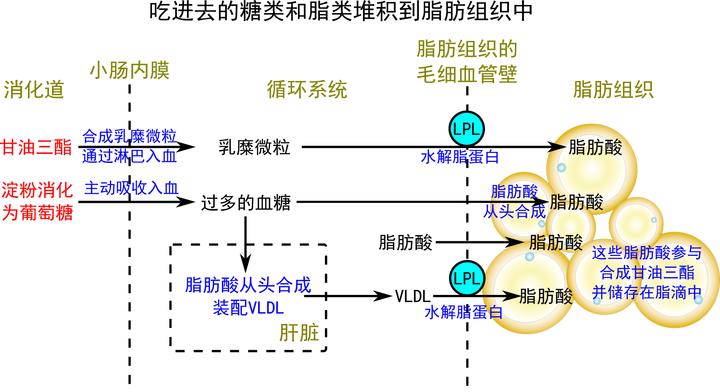 吃进去的糖类和脂类堆积到脂肪组织中
消化道
小肠内膜
循环系统
脂肪组织的
毛细血管壁
脂肪组织
甘油三酯
合成乳糜微粒
通过淋巴入血
乳糜微粒
LPL
水解脂蛋白
脂肪酸
淀粉消化
为葡萄糖
主动吸收入血
过多的血糖
脂肪酸
从头合成
脂肪酸
脂肪酸
脂肪酸
脂肪酸从头合成
装配VLDL
肝脏
VLDL
LPL
水解脂蛋白
脂肪酸
这些脂肪酸参与
合成甘油三酯
并储存在脂滴中